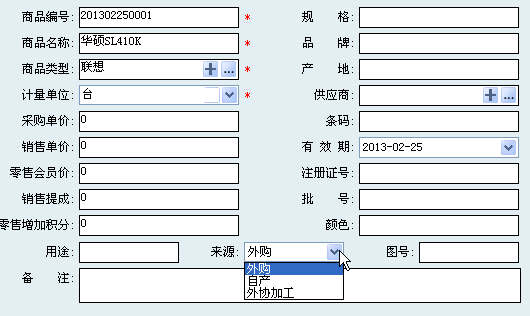 商品编号: 201302250001 * 规 格:
商品名称: 华硕SL410K * 品 牌:
商品类型: 联想 * 产 地:
计量单位: 台 * 供应商:
采购单价: 0 条码:
销售单价: 0 有 效 期: 2013-02-25
零售会员价: 0 注册证号:
销售提成: 0 批 号:
零售增加积分: 0 颜色:
用途: 来源: 外购 图号:
外购
备 注: 自产
外协加工